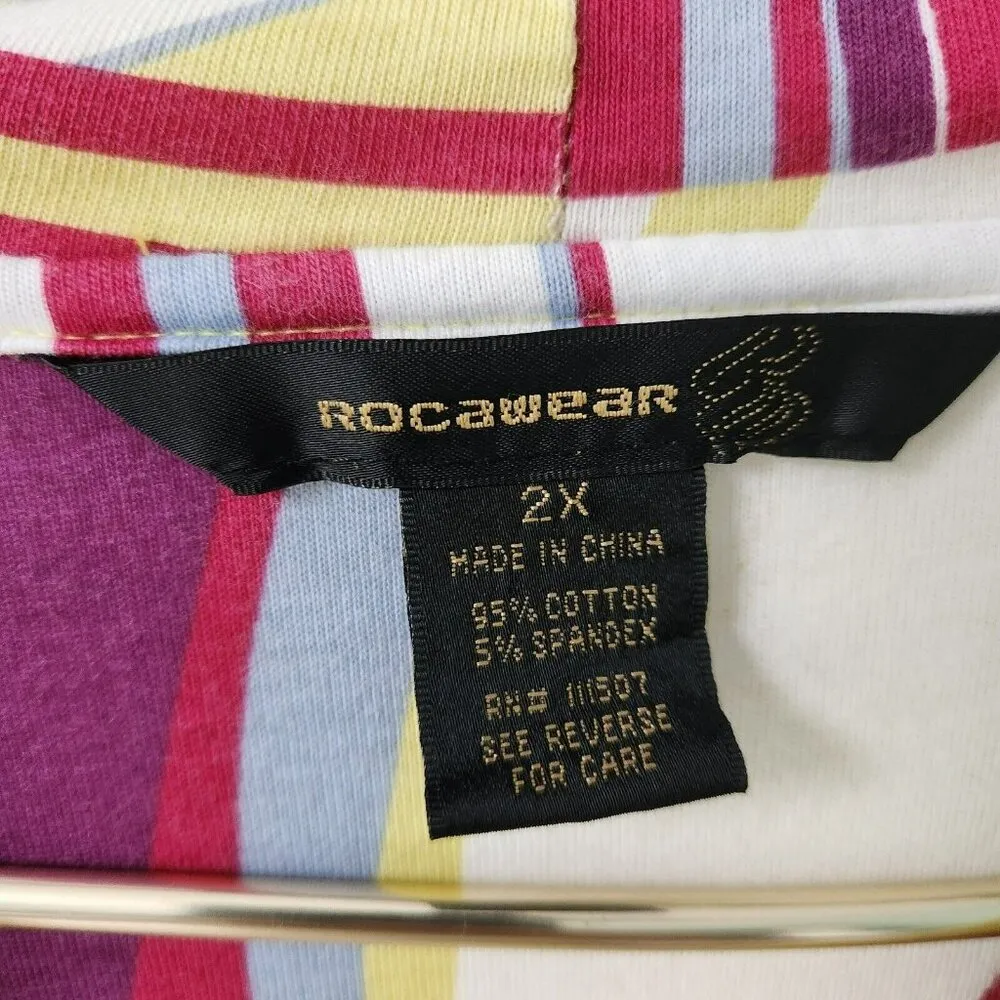 ROCAWEAR
2X
MADE IN CHINA
95% COTTON
5% SPANDEX
RN# 111507
SEE REVERSE
FOR CARE